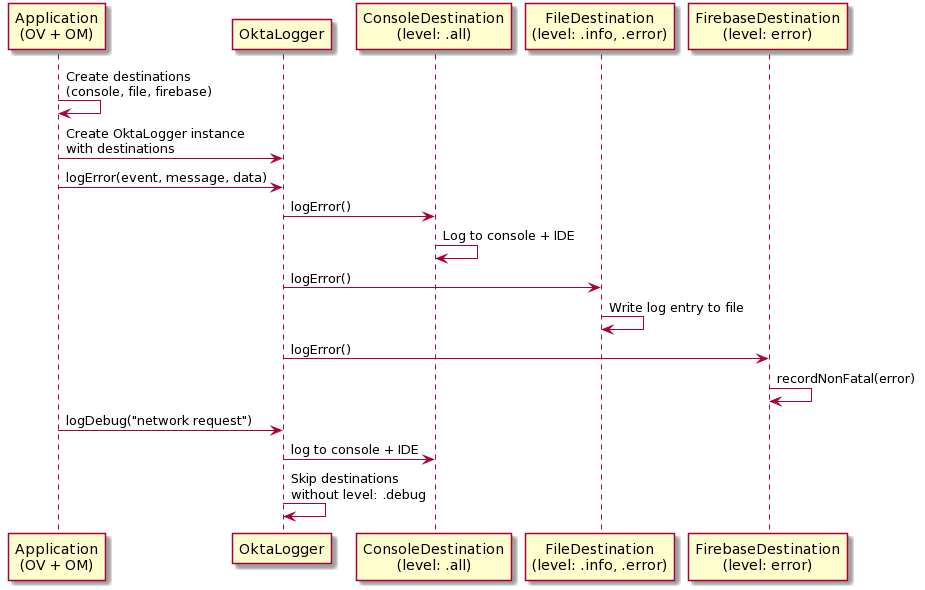 Application
(OV + OM)
OktaLogger
ConsoleDestination
(level: .all)
FileDestination
(level: .info, .error)
FirebaseDestination
(level: error)
Create destinations
(console, file, firebase)
Create OktaLogger instance
with destinations
logError(event, message, data)
logError()
Log to console + IDE
logError()
Write log entry to file
logError()
recordNonFatal(error)
logDebug("network request")
log to console + IDE
Skip destinations
without level: .debug
Application
(OV + OM)
OktaLogger
ConsoleDestination
(level: .all)
FileDestination
(level: .info, .error)
FirebaseDestination
(level: error)